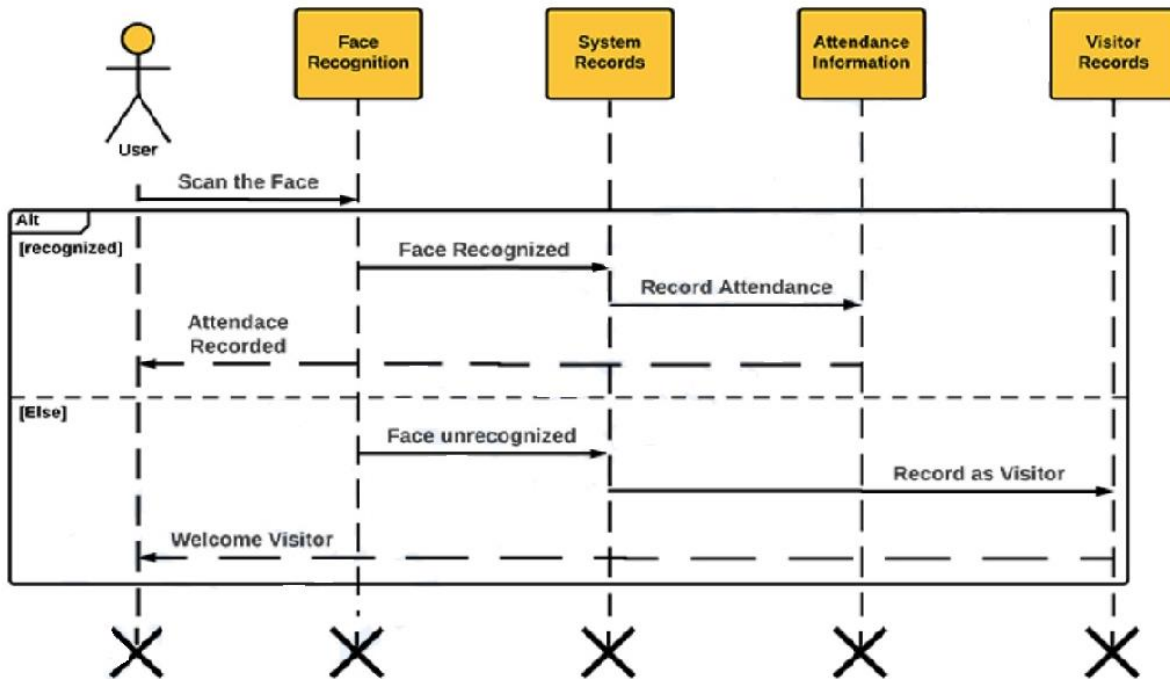 Face
Recognition
System
Records
Attendance
Information
Visitor
Records
User
Scan the Face
Alt
[recognized]
Face Recognized
Record Attendance
Attendace
Recorded
[Else]
Face unrecognized
Record as Visitor
Welcome Visitor